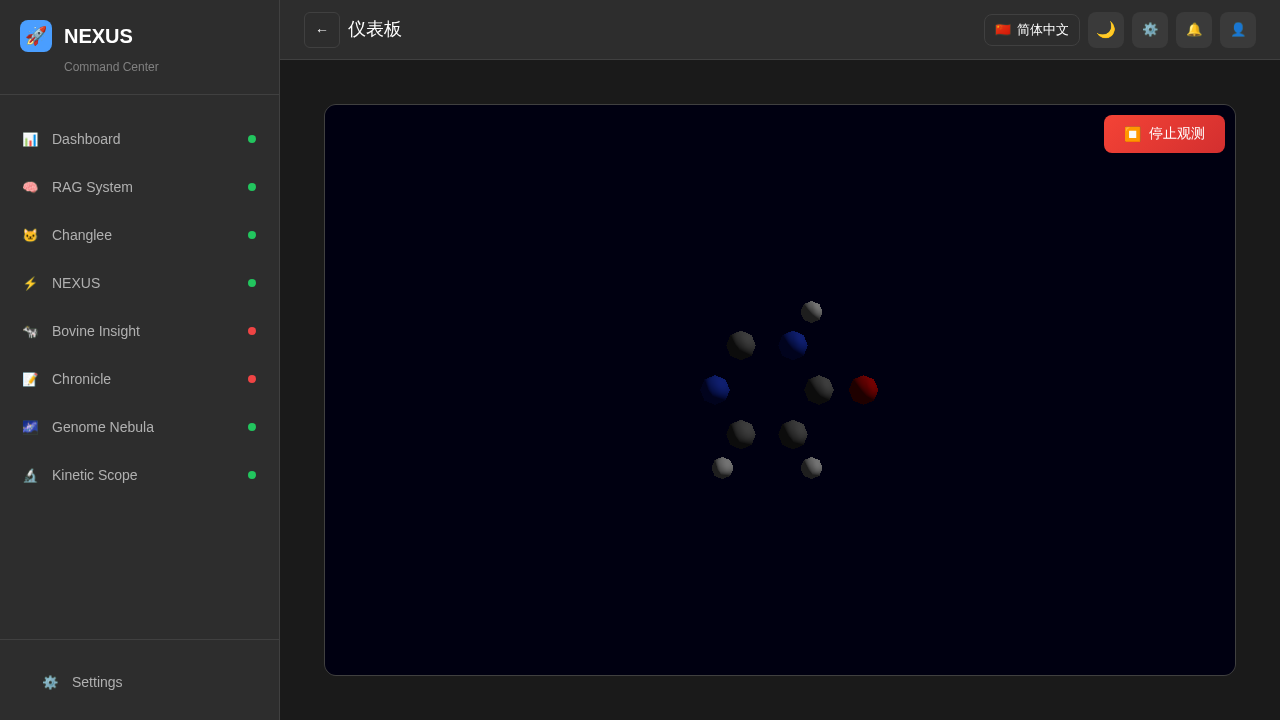 NEXUS
Command Center
Dashboard
RAG System
Changlee
NEXUS
Bovine Insight
Chronicle
Genome Nebula
Kinetic Scope
Settings
← 仪表板
简体中文
停止观测